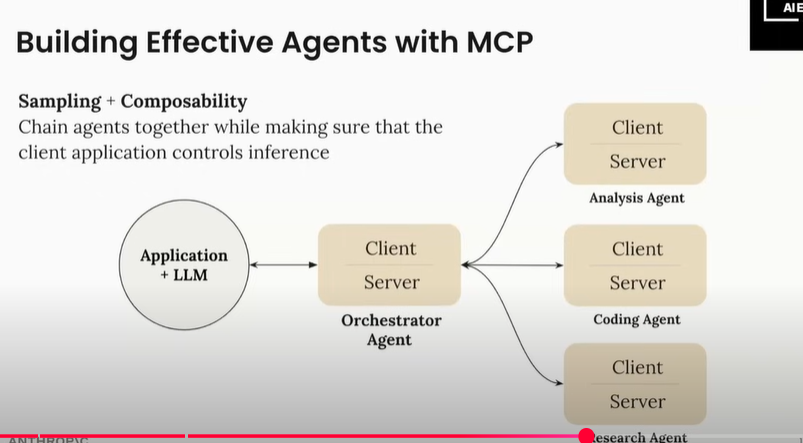 AIE
Building Effective Agents with MCP
Sampling + Composability
Chain agents together while making sure that the
client application controls inference
Application
+ LLM
Client
Server
Orchestrator
Agent
Client
Server
Analysis Agent
Client
Server
Coding Agent
Client
Server
Research Agent
ANTHROPIC